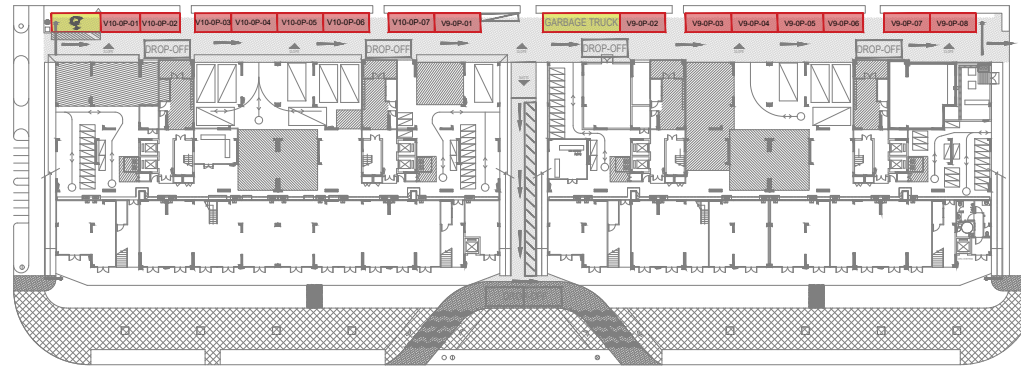 V10-0P-01
V10-0P-02
V10-0P-03
V10-0P-04
V10-0P-05
V10-0P-06
V10-0P-07
V9-0P-01
GARBAGE TRUCK
V9-0P-02
V9-0P-03
V9-0P-04
V9-0P-05
V9-0P-06
V9-0P-07
V9-0P-08
DROP-OFF
DROP-OFF
DROP-OFF
DROP-OFF